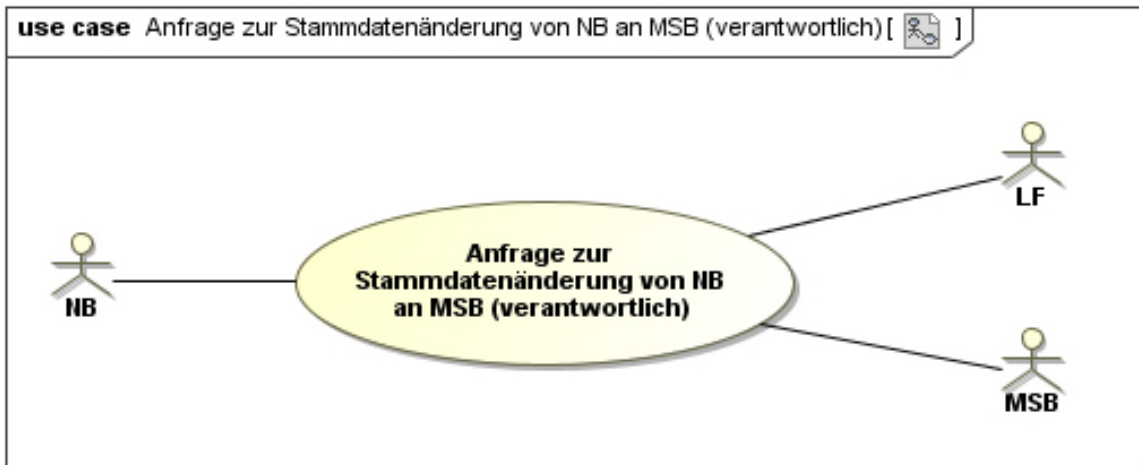 use case Anfrage zur Stammdatenänderung von NB an MSB (verantwortlich) [ ]
LF
Anfrage zur
Stammdatenänderung von NB
an MSB (verantwortlich)
NB
MSB